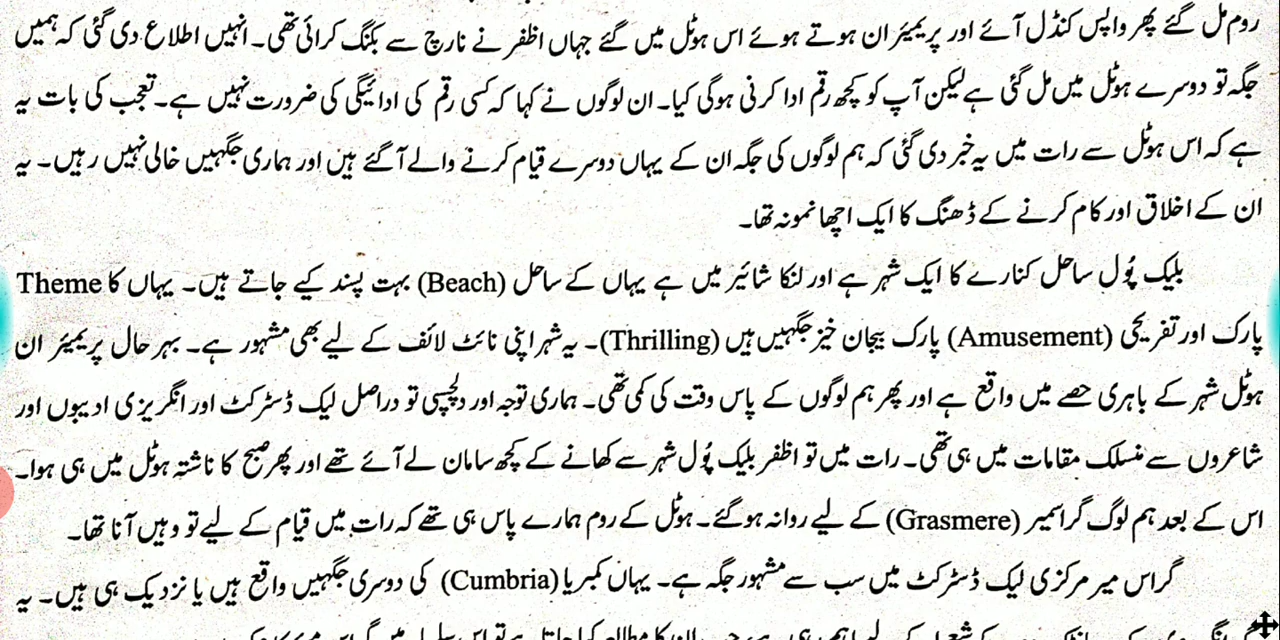 روم مل گئے پھر واپس کنڈل آئے اور پریمیئر ان ہوتے ہوئے اس ہوٹل میں گئے جہاں اظفر نے نارچ سے بکنگ کرائی تھی۔ انہیں اطلاع دی گئی کہ ہمیں
جگہ تو دوسرے ہوٹل میں مل گئی ہے لیکن آپ کو کچھ رقم ادا کرنی ہوگی کیا۔ ان لوگوں نے کہا کہ کسی رقم کی ادائیگی کی ضرورت نہیں ہے۔ تعجب کی بات یہ
ہے کہ اس ہوٹل سے رات میں یہ خبر دی گئی کہ ہم لوگوں کی جگہ ان کے یہاں دوسرے قیام کرنے والے آگئے ہیں اور ہماری جگہیں خالی نہیں رہیں۔ یہ
ان کے اخلاق اور کام کرنے کے ڈھنگ کا ایک اچھا نمونہ تھا۔
بلیک پُول ساحل کنارے کا ایک شہر ہے اور لنکا شائیر میں ہے یہاں کے ساحل (Beach) بہت پسند کیے جاتے ہیں۔ یہاں کا Theme
پارک اور تفریحی (Amusement) پارک ہیجان خیز جگہیں ہیں (Thrilling)۔ یہ شہر اپنی نائٹ لائف کے لیے بھی مشہور ہے۔ بہر حال پریمیئر ان
ہوٹل شہر کے باہری حصے میں واقع ہے اور پھر ہم لوگوں کے پاس وقت کی کمی تھی۔ ہماری توجہ اور دلچسپی تو دراصل لیک ڈسٹرکٹ اور انگریزی ادیبوں اور
شاعروں سے منسلک مقامات میں ہی تھی۔ رات میں تو اظفر بلیک پُول شہر سے کھانے کے کچھ سامان لے آئے تھے اور پھر صبح کا ناشتہ ہوٹل میں ہی ہوا۔
اس کے بعد ہم لوگ گراسمیر (Grasmere) کے لیے روانہ ہوگئے۔ ہوٹل کے روم ہمارے پاس ہی تھے کہ رات میں قیام کے لیے تو وہیں آنا تھا۔
گراس میر مرکزی لیک ڈسٹرکٹ میں سب سے مشہور جگہ ہے۔ یہاں کمبریا (Cumbria) کی دوسری جگہیں واقع ہیں یا نزدیک ہی ہیں۔ یہ